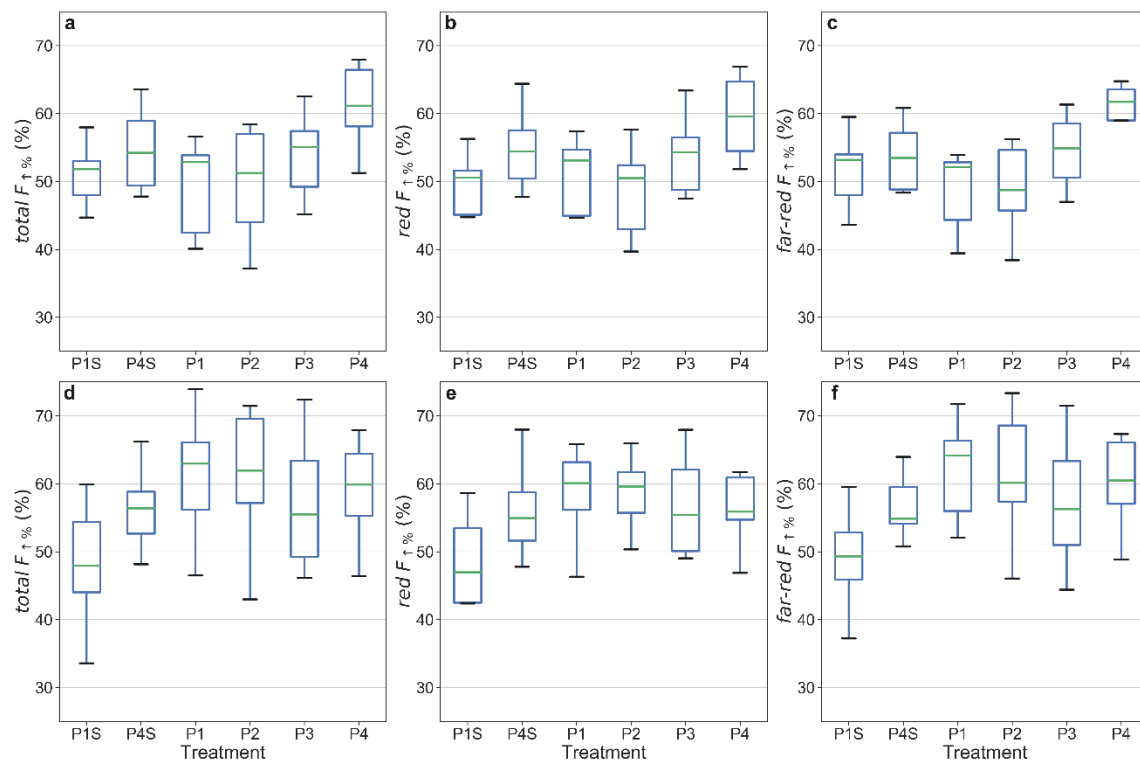 a
total F↑% (%)
70
60
50
40
30
P1S P4S P1 P2 P3 P4
b
red F↑% (%)
70
60
50
40
30
P1S P4S P1 P2 P3 P4
c
far-red F↑% (%)
70
60
50
40
30
P1S P4S P1 P2 P3 P4
d
total F↑% (%)
70
60
50
40
30
P1S P4S P1 P2 P3 P4
Treatment
e
red F↑% (%)
70
60
50
40
30
P1S P4S P1 P2 P3 P4
Treatment
f
far-red F↑% (%)
70
60
50
40
30
P1S P4S P1 P2 P3 P4
Treatment